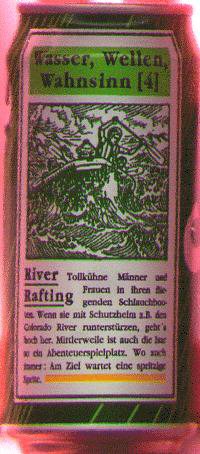 Wasser, Wellen,
Wahnsinn [4]
River Tollkühne Männer und
Rafting Frauen in ihren flie-
genden Schlauchboo-
ten. Wenn sie mit Schutzhelm z.B. den
Colorado River runterstürzen, geht's
hoch her. Mittlerweile ist auch die Isar
so ein Abenteuerspielplatz. Wo auch
immer: Am Ziel wartet eine spritzige
Sprite.